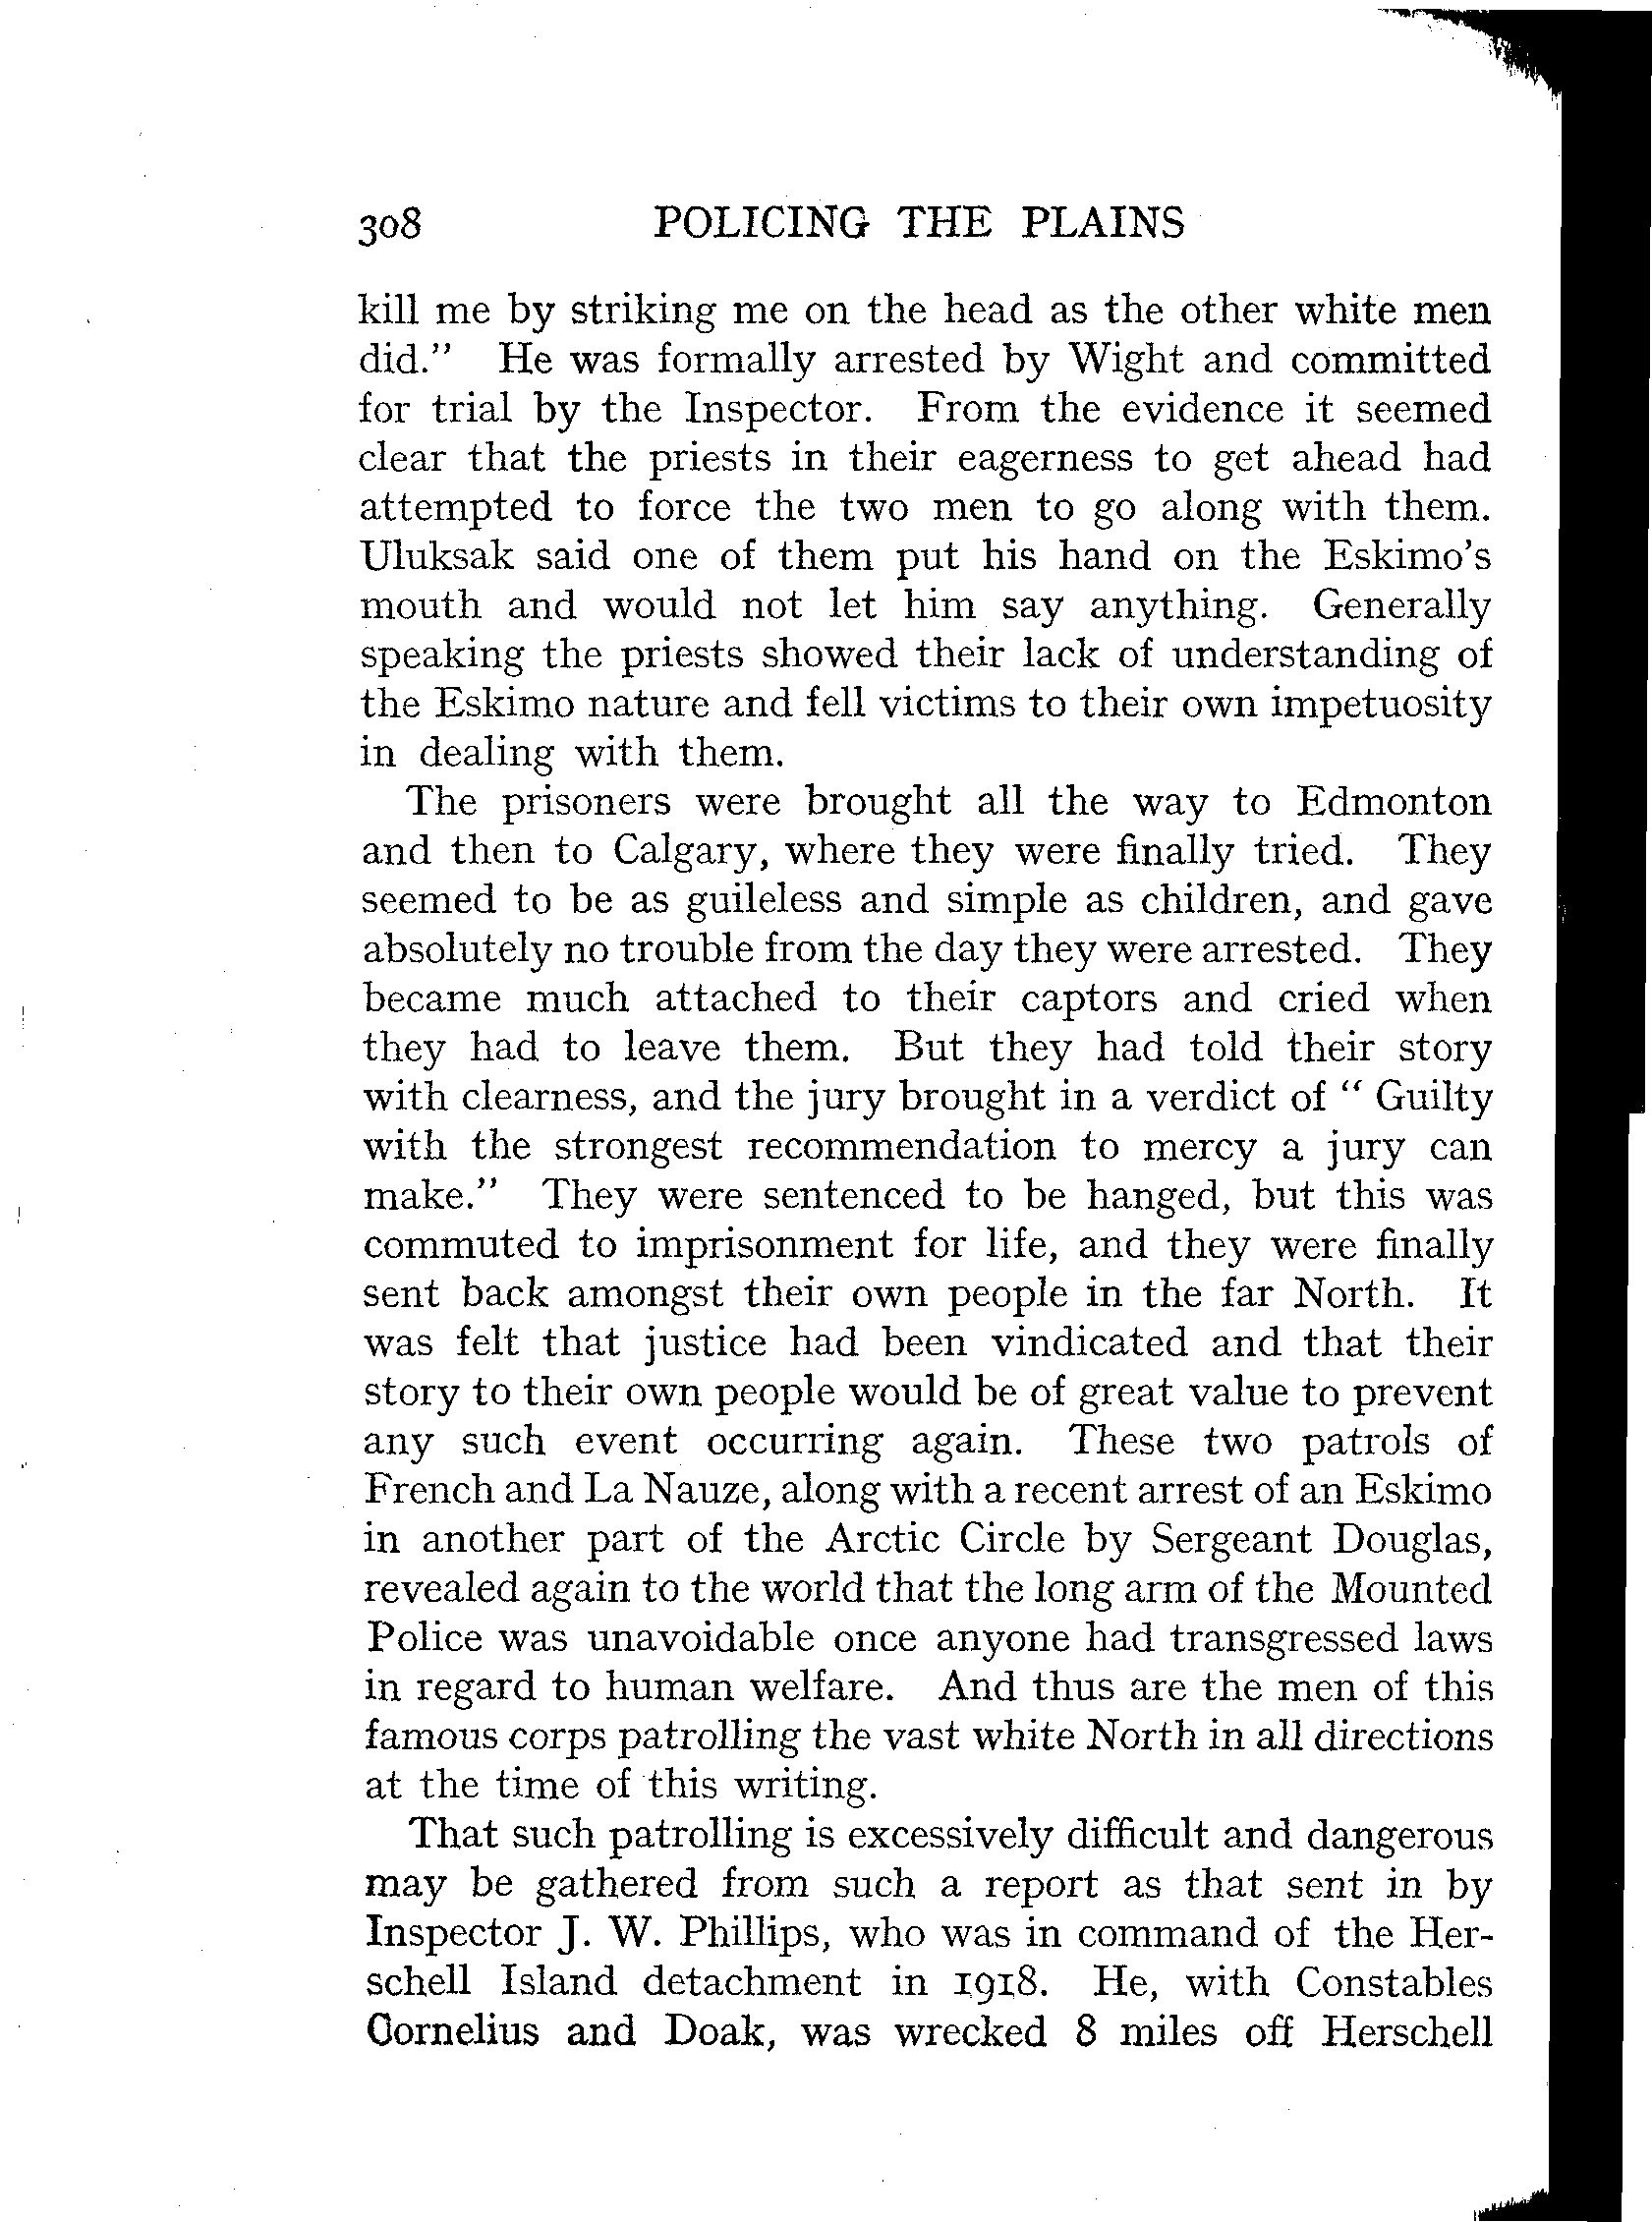 308 POLICING THE PLAINS
kill me by striking me on the head as the other white men
did." He was formally arrested by Wight and committed
for trial by the Inspector. From the evidence it seemed
clear that the priests in their eagerness to get ahead had
attempted to force the two men to go along with them.
Uluksak said one of them put his hand on the Eskimo's
mouth and would not let him say anything. Generally
speaking the priests showed their lack of understanding of
the Eskimo nature and fell victims to their own impetuosity
in dealing with them.
The prisoners were brought all the way to Edmonton
and then to Calgary, where they were finally tried. They
seemed to be as guileless and simple as children, and gave
absolutely no trouble from the day they were arrested. They
became much attached to their captors and cried when
they had to leave them. But they had told their story
with clearness, and the jury brought in a verdict of " Guilty
with the strongest recommendation to mercy a jury can
make." They were sentenced to be hanged, but this was
commuted to imprisonment for life, and they were finally
sent back amongst their own people in the far North. It
was felt that justice had been vindicated and that their
story to their own people would be of great value to prevent
any such event occurring again. These two patrols of
French and La Nauze, along with a recent arrest of an Eskimo
in another part of the Arctic Circle by Sergeant Douglas,
revealed again to the world that the long arm of the Mounted
Police was unavoidable once anyone had transgressed laws
in regard to human welfare. And thus are the men of this
famous corps patrolling the vast white North in all directions
at the time of this writing.
That such patrolling is excessively difficult and dangerous
may be gathered from such a report as that sent in by
Inspector J. W. Phillips, who was in command of the Her-
schell Island detachment in 1918. He, with Constables
Cornelius and Doak, was wrecked 8 miles off Herschell